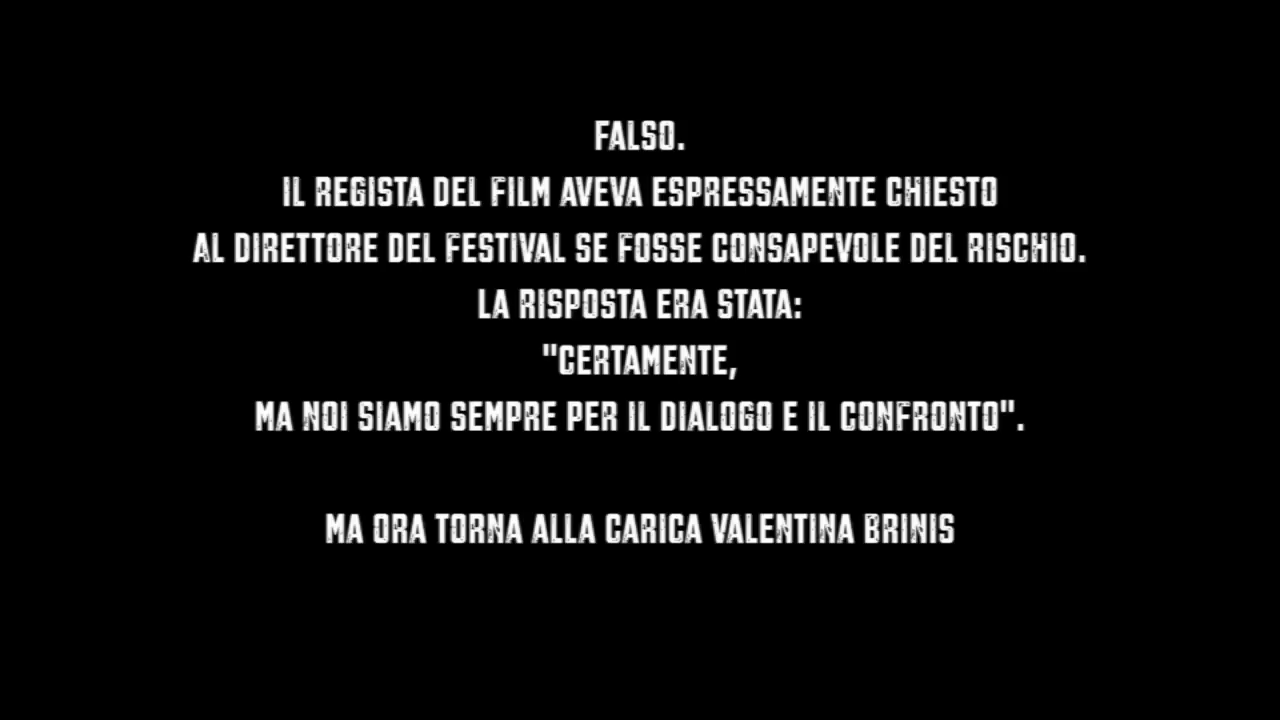 FALSO.
IL REGISTA DEL FILM AVEVA ESPRESSAMENTE CHIESTO
AL DIRETTORE DEL FESTIVAL SE FOSSE CONSAPEVOLE DEL RISCHIO.
LA RISPOSTA ERA STATA:
"CERTAMENTE,
MA NOI SIAMO SEMPRE PER IL DIALOGO E IL CONFRONTO".
MA ORA TORNA ALLA CARICA VALENTINA BRINIS